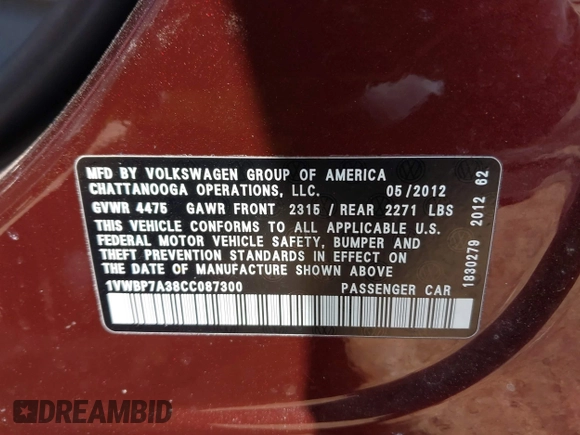 MFD BY VOLKSWAGEN GROUP OF AMERICA
CHATTANOOGA OPERATIONS, LLC. 05/2012
GVWR 4475 GAWR FRONT 2315 / REAR 2271 LBS
THIS VEHICLE CONFORMS TO ALL APPLICABLE U.S.
FEDERAL MOTOR VEHICLE SAFETY, BUMPER AND
THEFT PREVENTION STANDARDS IN EFFECT ON
THE DATE OF MANUFACTURE SHOWN ABOVE
1VWBP7A38CC087300 PASSENGER CAR
1830279 2012 62
DREAMBID